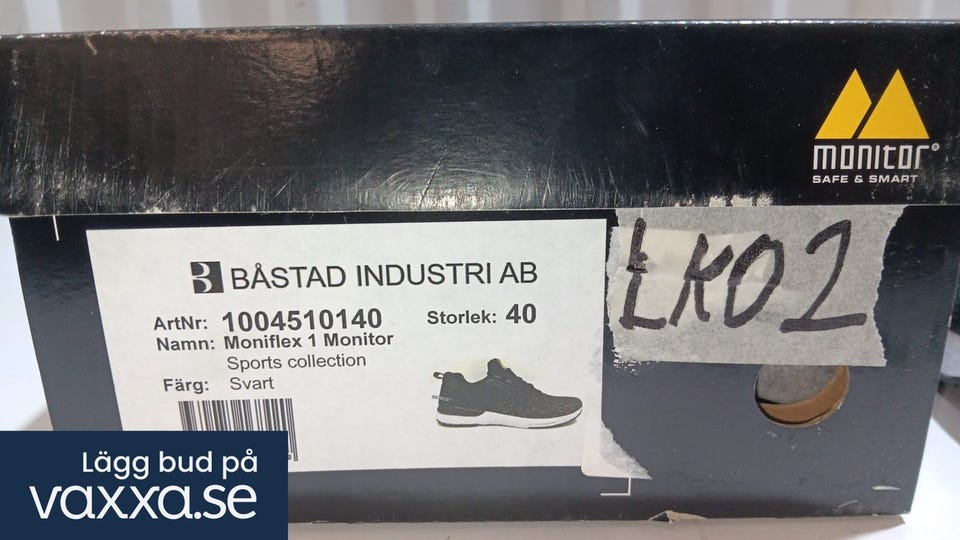 monitor®
SAFE & SMART
BÅSTAD INDUSTRI AB
ArtNr: 1004510140 Storlek: 40
Namn: Moniflex 1 Monitor
Sports collection
Färg: Svart
ŁKO2
Lägg bud på
vaxxa.se